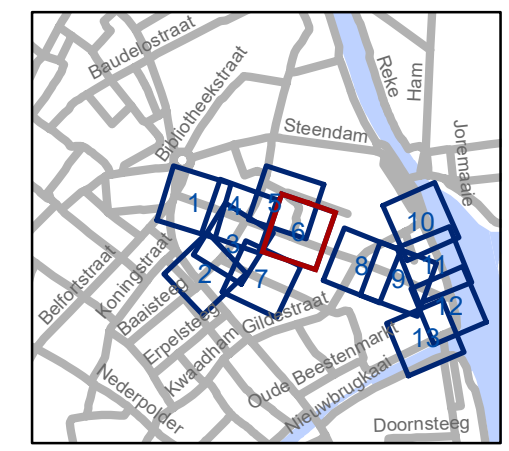 Baudelostraat
Reke
Ham
Bibliotheekstraat
Steendam
Joremaaie
1
4
5
6
10
3
2
7
8
9
11
12
13
Belfortstraat
Koningstraat
Baaisteeg
Erpelsteeg
Kwaadham
Gildestraat
Oude Beestenmarkt
Nieuwbrugkaai
Nederpolder
Doornsteeg